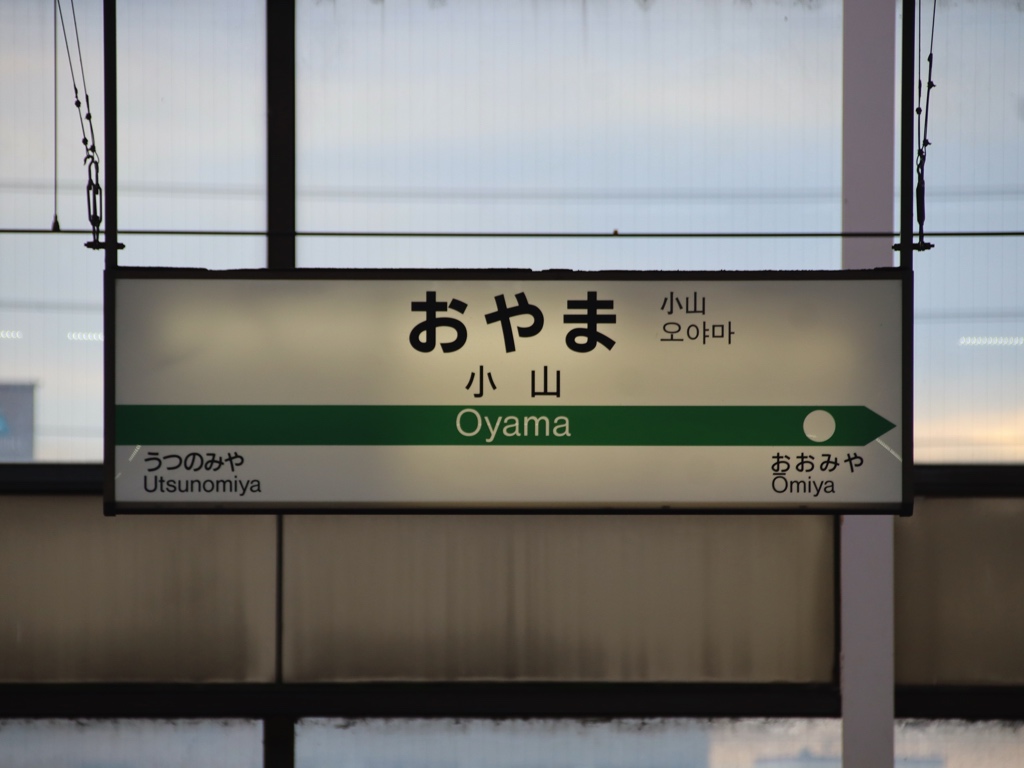 おやま
小山
오야마
小 山
Oyama
うつのみや
Utsunomiya
おおみや
Ōmiya